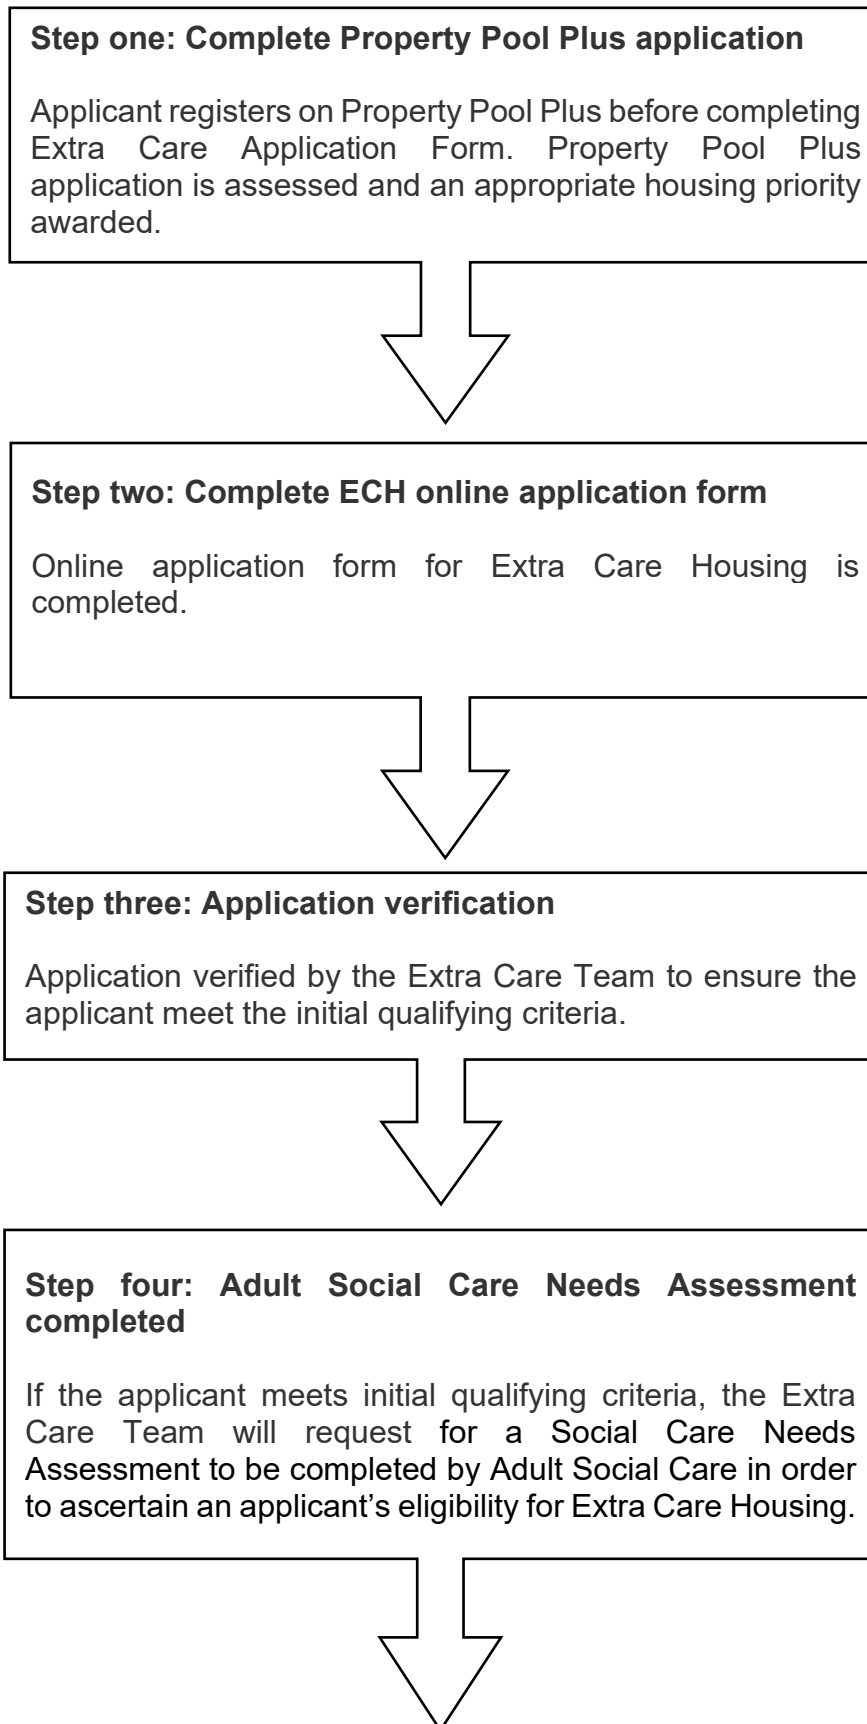 Step one: Complete Property Pool Plus application
Applicant registers on Property Pool Plus before completing
Extra Care Application Form. Property Pool Plus
application is assessed and an appropriate housing priority
awarded.
Step two: Complete ECH online application form
Online application form for Extra Care Housing is
completed.
Step three: Application verification
Application verified by the Extra Care Team to ensure the
applicant meet the initial qualifying criteria.
Step four: Adult Social Care Needs Assessment
completed
If the applicant meets initial qualifying criteria, the Extra
Care Team will request for a Social Care Needs
Assessment to be completed by Adult Social Care in order
to ascertain an applicant’s eligibility for Extra Care Housing.